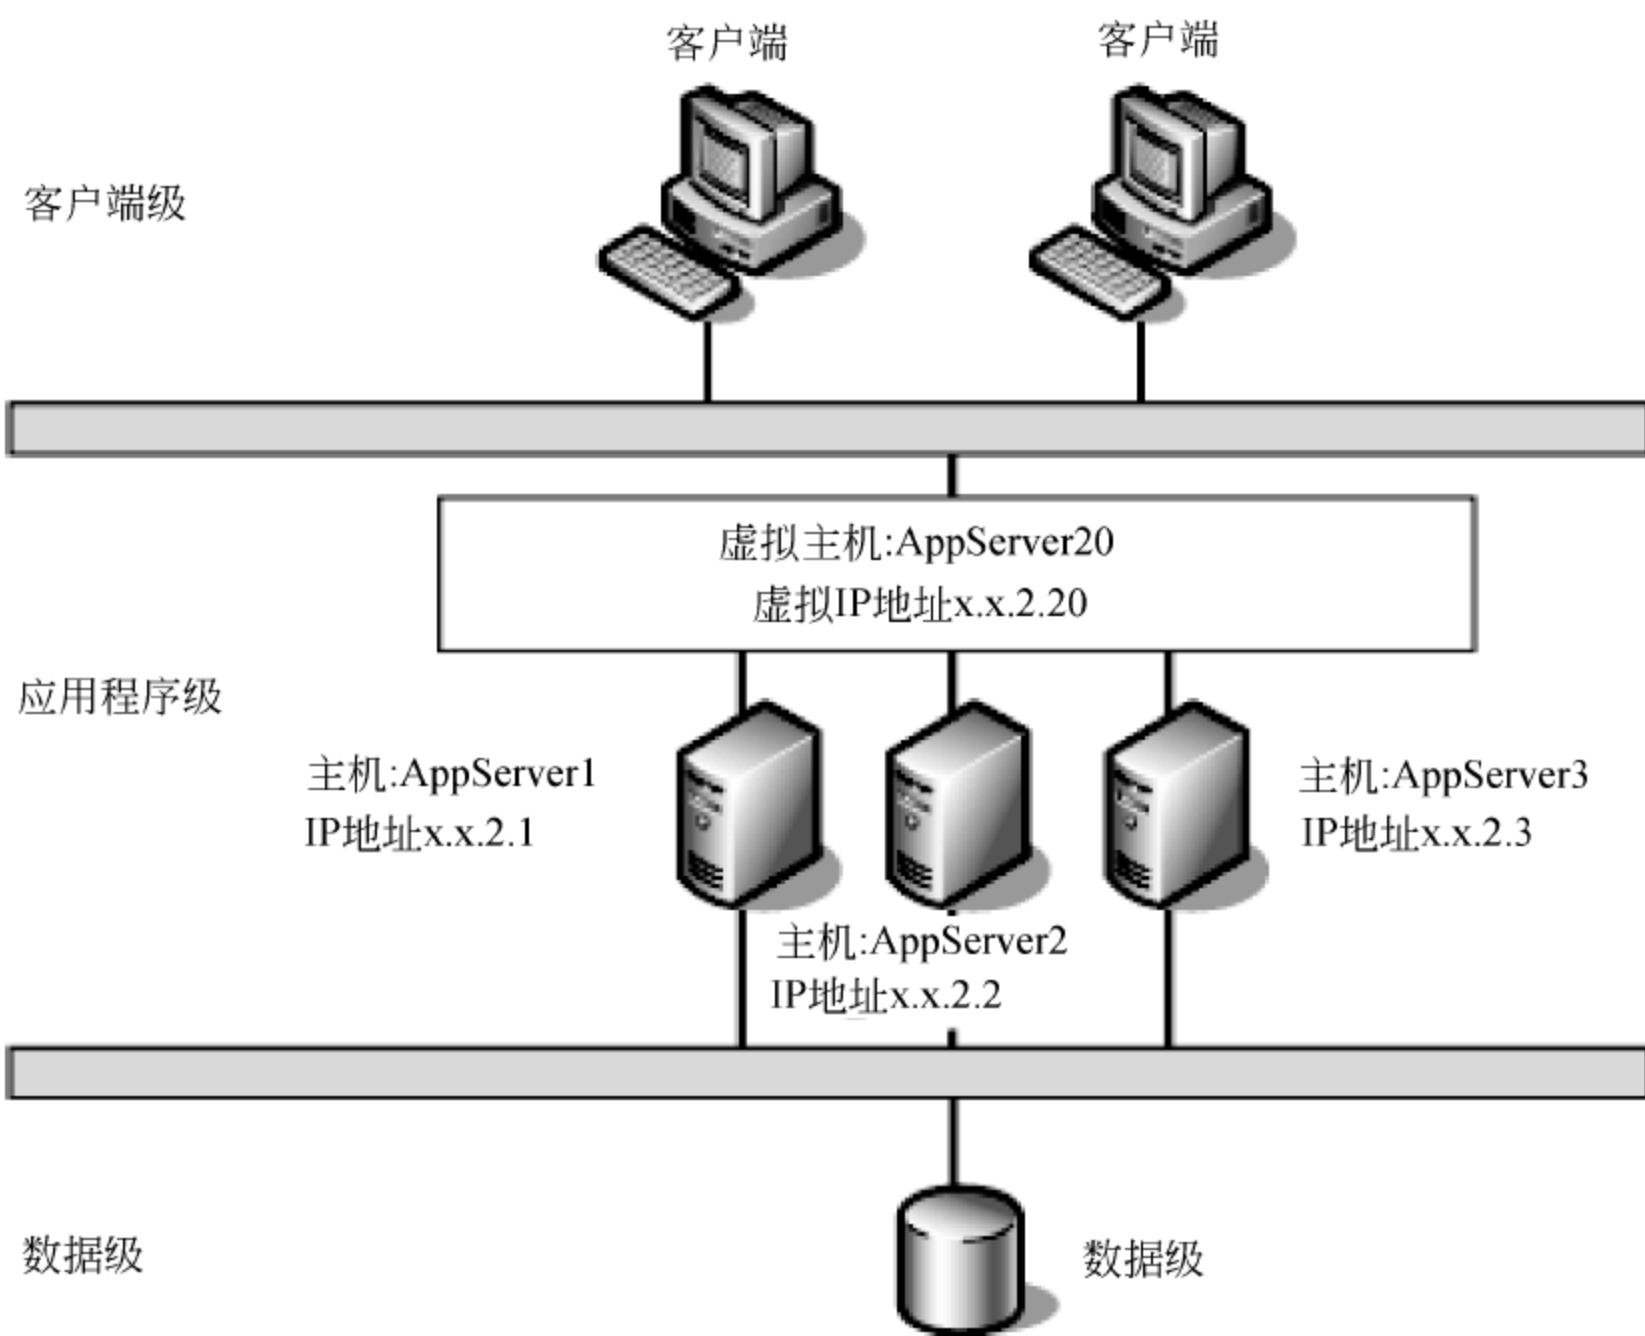 客户端
客户端
客户端级
虚拟主机:AppServer20
虚拟IP地址x.x.2.20
应用程序级
主机:AppServer1
IP地址x.x.2.1
主机:AppServer3
IP地址x.x.2.3
主机:AppServer2
IP地址x.x.2.2
数据级
数据级